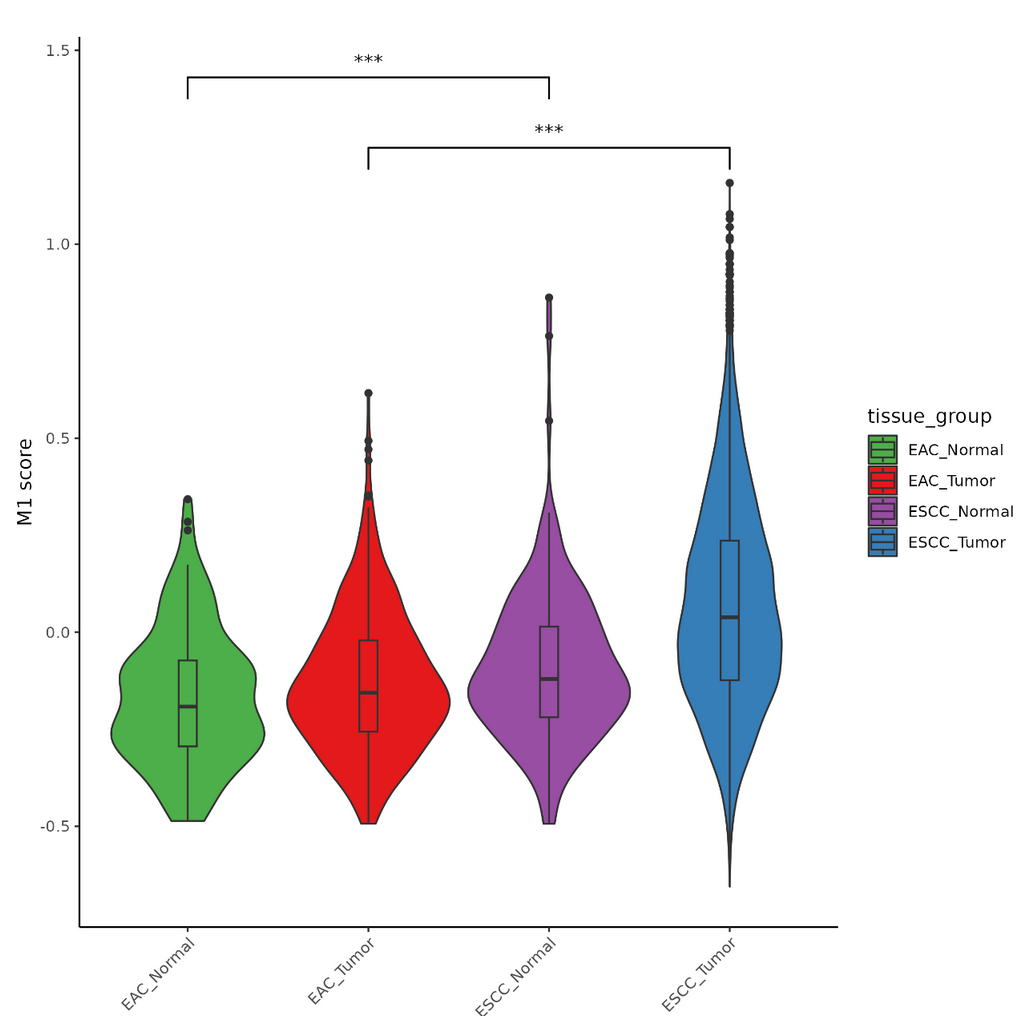 1.5
***
***
1.0
0.5
0.0
-0.5
M1 score
EAC_Normal
EAC_Tumor
ESCC_Normal
ESCC_Tumor
tissue_group
EAC_Normal
EAC_Tumor
ESCC_Normal
ESCC_Tumor